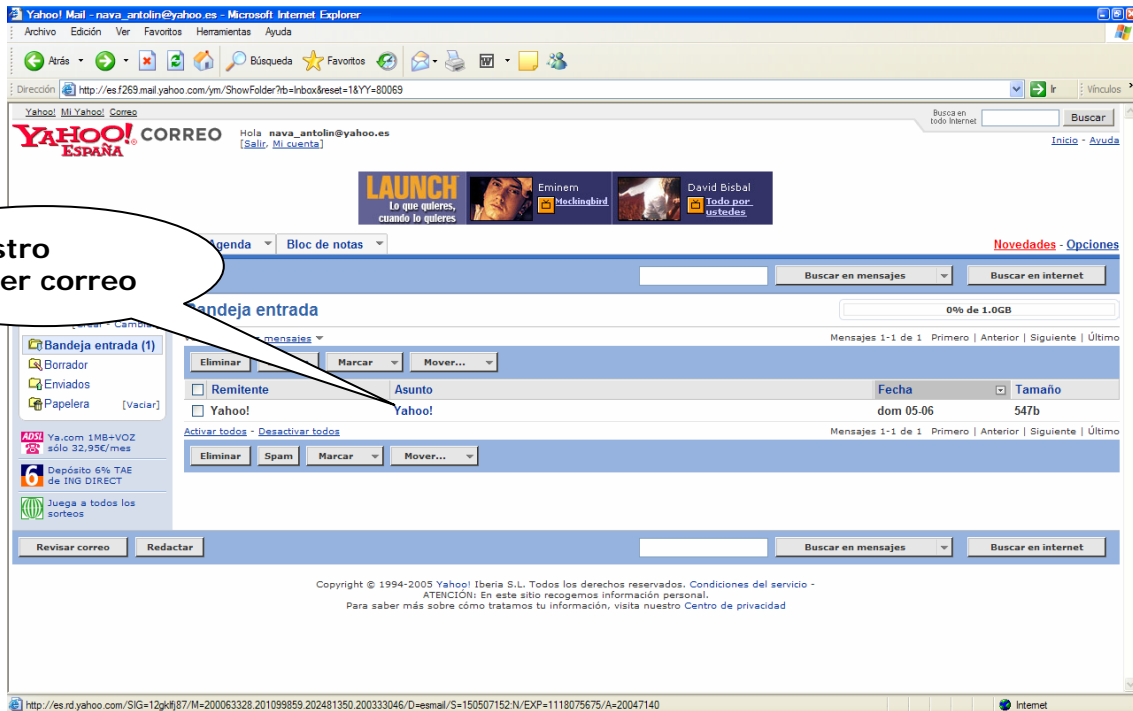 Yahoo! Mail - nava_antolin@yahoo.es - Microsoft Internet Explorer
Archivo Edición Ver Favoritos Herramientas Ayuda
Atrás Búsqueda Favoritos
Dirección http://es.f269.mail.yahoo.com/ym/ShowFolder?rb=Inbox&reset=1&YY=80069 Ir Vínculos
Yahoo! Mi Yahoo! Correo
Busca en todo Internet Buscar
YAHOO! ESPAÑA CORREO
Hola nava_antolin@yahoo.es
[Salir, Mi cuenta]
Inicio - Ayuda
LAUNCH
Lo que quieres,
cuando lo quieres
Eminem
Mockingbird
David Bisbal
Todo por
ustedes
stro
er correo
Agenda Bloc de notas
Novedades - Opciones
Buscar en mensajes Buscar en internet
Bandeja entrada
0% de 1.0GB
mensajes
Mensajes 1-1 de 1 Primero | Anterior | Siguiente | Último
Bandeja entrada (1)
Borrador
Enviados
Papelera [Vaciar]
Eliminar Marcar Mover...
Remitente Asunto Fecha Tamaño
Yahoo! Yahoo! dom 05-06 547b
Activar todos - Desactivar todos
Mensajes 1-1 de 1 Primero | Anterior | Siguiente | Último
Eliminar Spam Marcar Mover...
ADSL Ya.com 1MB+VOZ
sólo 32,95€/mes
6 Depósito 6% TAE
de ING DIRECT
Juega a todos los
sorteos
Revisar correo Redactar
Buscar en mensajes Buscar en internet
Copyright © 1994-2005 Yahoo! Iberia S.L. Todos los derechos reservados. Condiciones del servicio -
ATENCIÓN: En este sitio recogemos información personal.
Para saber más sobre cómo tratamos tu información, visita nuestro Centro de privacidad
http://es.rd.yahoo.com/SIG=12gklfj87/M=200063328.201099859.202481350.200333046/D=esmail/S=150507152:N/EXP=1118075675/A=20047140
Internet